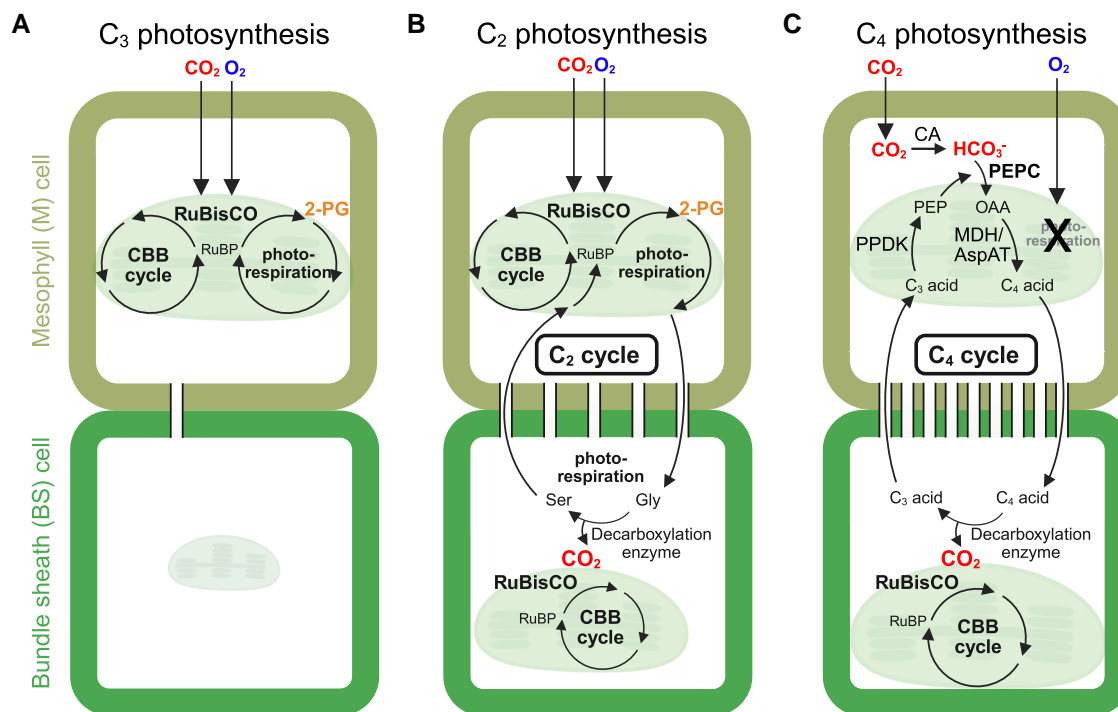 A
C₃ photosynthesis
CO₂ O₂
Mesophyll (M) cell
RuBisCO
2-PG
CBB
cycle
RuBP
photo-
respiration
Bundle sheath (BS) cell
B
C₂ photosynthesis
CO₂ O₂
RuBisCO
2-PG
CBB
cycle
RuBP
photo-
respiration
C₂ cycle
photo-
respiration
Ser
Gly
Decarboxylation
enzyme
CO₂
RuBisCO
RuBP
CBB
cycle
C
C₄ photosynthesis
CO₂
O₂
CO₂
CA
HCO₃⁻
PEPC
PEP
OAA
photo-
respiration
X
PPDK
MDH/
AspAT
C₃ acid
C₄ acid
C₄ cycle
C₃ acid
C₄ acid
Decarboxylation
enzyme
CO₂
RuBisCO
RuBP
CBB
cycle